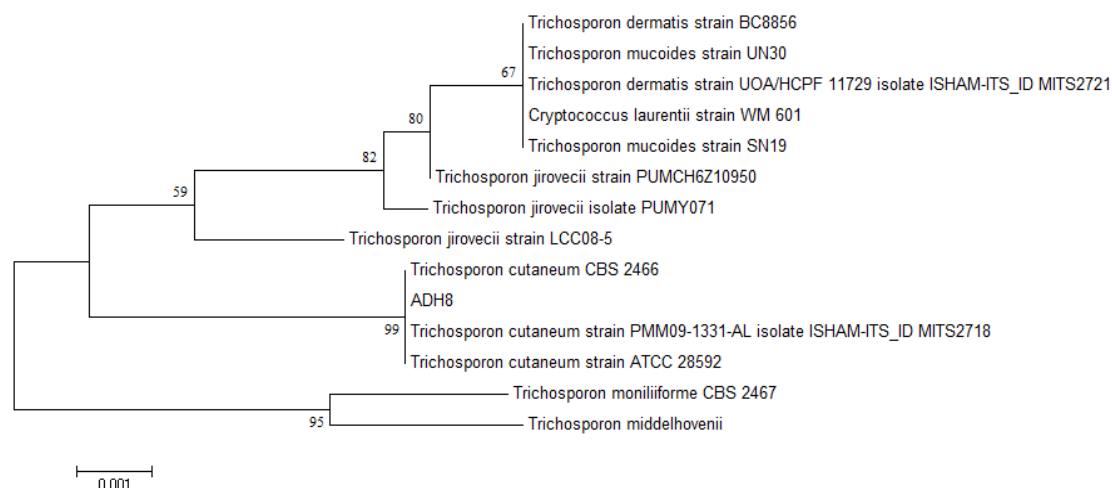 Trichosporon dermatis strain BC8856
Trichosporon mucoides strain UN30
67
Trichosporon dermatis strain UOA/HCPF 11729 isolate ISHAM-ITS_ID MITS2721
Cryptococcus laurentii strain WM 601
80
Trichosporon mucoides strain SN19
82
Trichosporon jirovecii strain PUMCH6Z10950
59
Trichosporon jirovecii isolate PUMY071
Trichosporon jirovecii strain LCC08-5
Trichosporon cutaneum CBS 2466
ADH8
99
Trichosporon cutaneum strain PMM09-1331-AL isolate ISHAM-ITS_ID MITS2718
Trichosporon cutaneum strain ATCC 28592
Trichosporon moniliiforme CBS 2467
95
Trichosporon middelhovenii
0.001